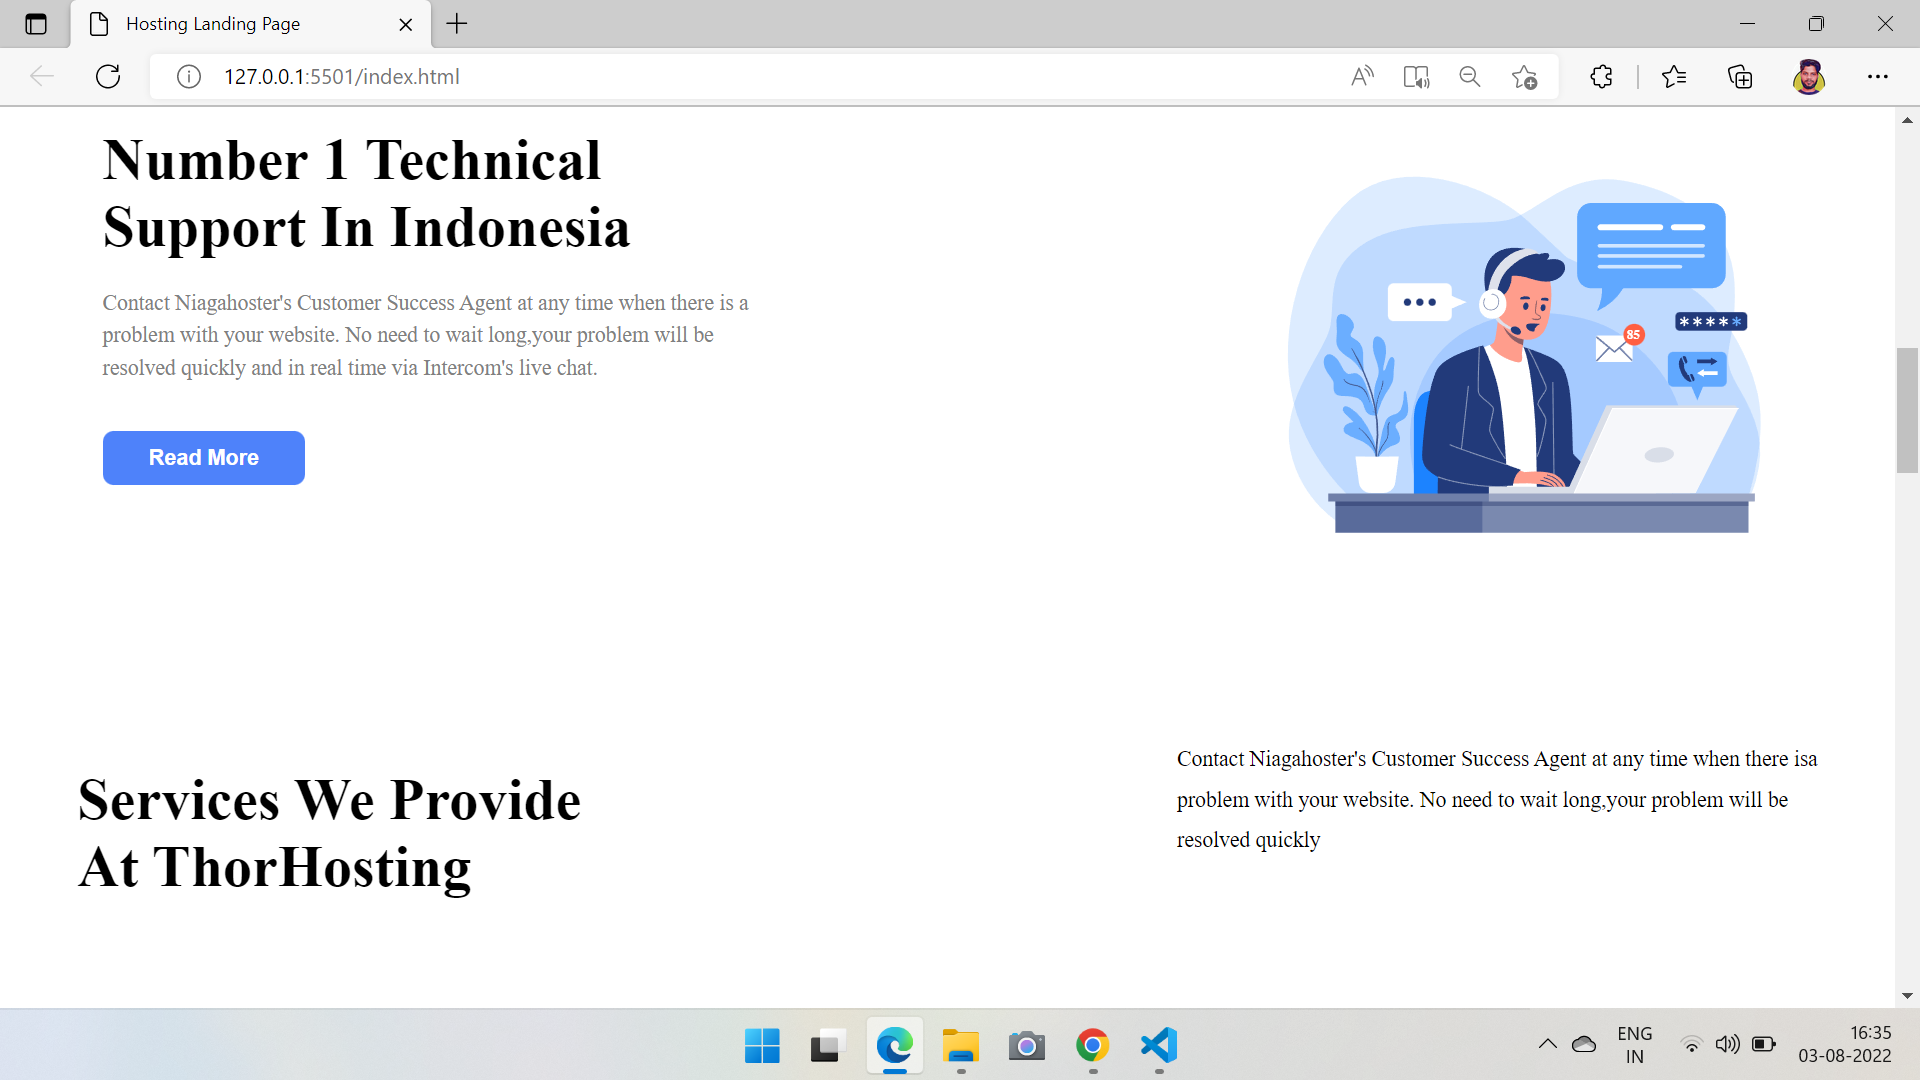 Hosting Landing Page
127.0.0.1:5501/index.html
Number 1 Technical
Support In Indonesia
Contact Niagahoster's Customer Success Agent at any time when there is a
problem with your website. No need to wait long,your problem will be
resolved quickly and in real time via Intercom's live chat.
Read More
*****
85
Contact Niagahoster's Customer Success Agent at any time when there isa
problem with your website. No need to wait long,your problem will be
resolved quickly
Services We Provide
At ThorHosting
ENG
IN
16:35
03-08-2022